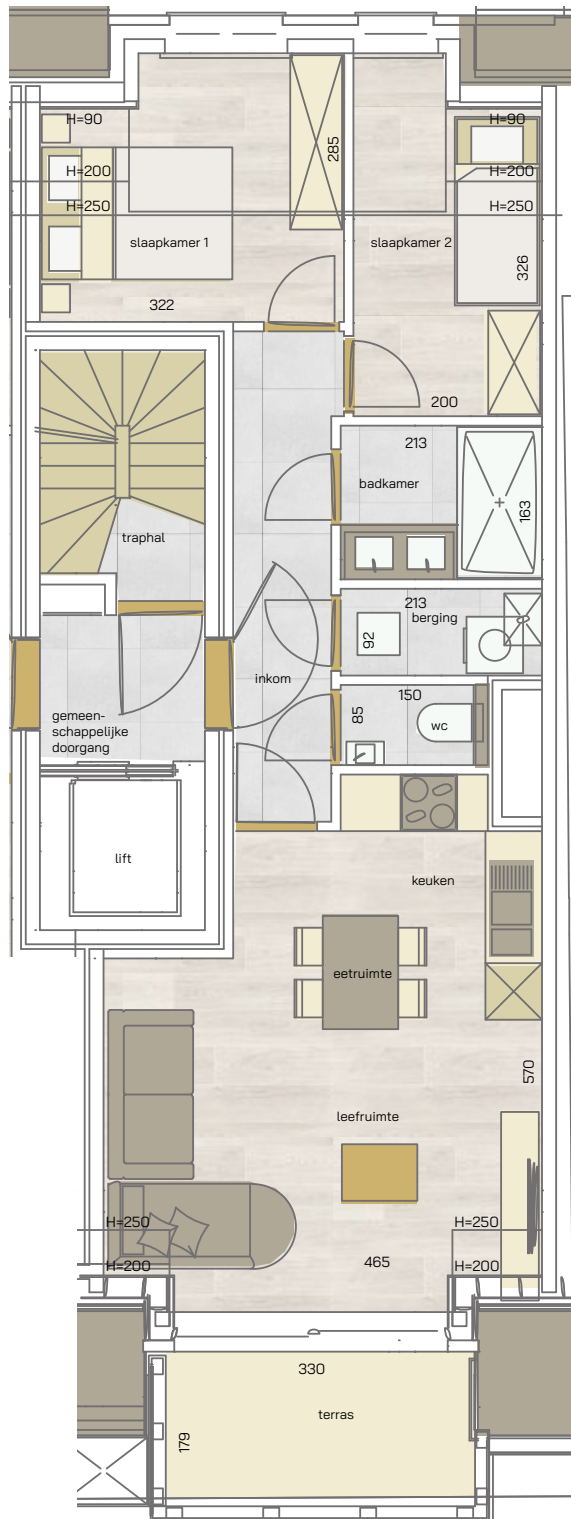 H=90
H=90
285
H=200
H=200
H=250
H=250
slaapkamer 1
slaapkamer 2
326
322
200
213
badkamer
163
traphal
213
berging
92
inkom
150
85
wc
gemeen-
schappelijke
doorgang
lift
keuken
eetruimte
570
leefruimte
H=250
H=250
465
H=200
H=200
330
terras
179